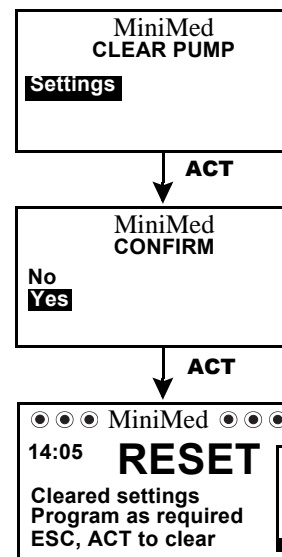 MiniMed
CLEAR PUMP
Settings
ACT
MiniMed
CONFIRM
No
Yes
ACT
MiniMed
14:05 RESET
Cleared settings
Program as required
ESC, ACT to clear